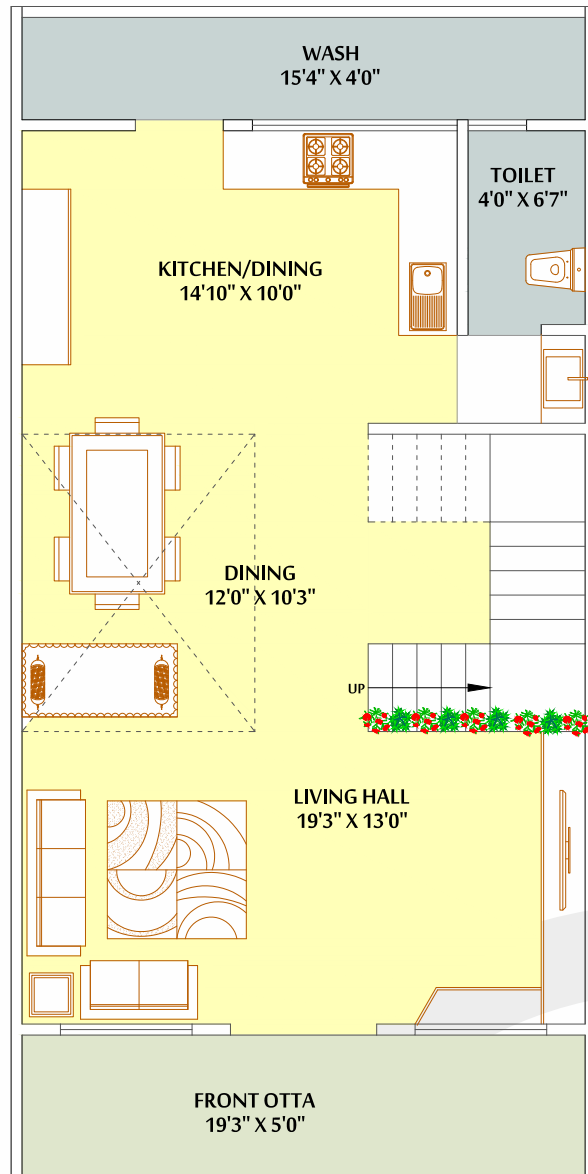 WASH
15'4" X 4'0"
TOILET
4'0" X 6'7"
KITCHEN/DINING
14'10" X 10'0"
DINING
12'0" X 10'3"
UP
LIVING HALL
19'3" X 13'0"
FRONT OTTA
19'3" X 5'0"